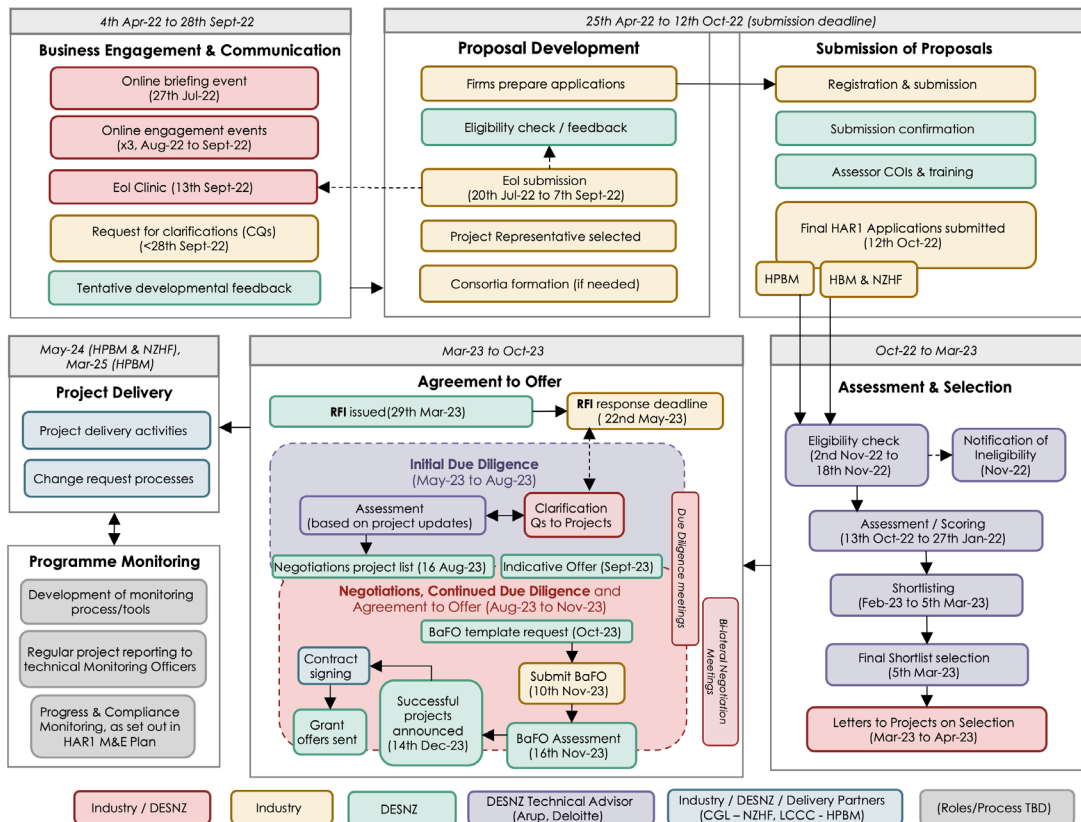 4th Apr-22 to 28th Sept-22
Business Engagement & Communication
Online briefing event
(27th Jul-22)
Online engagement events
(x3, Aug-22 to Sept-22)
EoI Clinic (13th Sept-22)
Request for clarifications (CQs)
(<28th Sept-22)
Tentative developmental feedback
25th Apr-22 to 12th Oct-22 (submission deadline)
Proposal Development
Firms prepare applications
Eligibility check / feedback
EoI submission
(20th Jul-22 to 7th Sept-22)
Project Representative selected
Consortia formation (if needed)
Submission of Proposals
Registration & submission
Submission confirmation
Assessor COIs & training
Final HAR1 Applications submitted
(12th Oct-22)
HPBM
HBM & NZHF
May-24 (HPBM & NZHF),
Mar-25 (HPBM)
Project Delivery
Project delivery activities
Change request processes
Programme Monitoring
Development of monitoring
process/tools
Regular project reporting to
technical Monitoring Officers
Progress & Compliance
Monitoring, as set out in
HAR1 M&E Plan
Mar-23 to Oct-23
Agreement to Offer
RFI issued(29th Mar-23)
RFI response deadline
( 22nd May-23)
Initial Due Diligence
(May-23 to Aug-23)
Assessment
(based on project updates)
Clarification
Qs to Projects
Negotiations project list (16 Aug-23)
Indicative Offer (Sept-23)
Due Diligence meetings
Negotiations, Continued Due Diligence and
Agreement to Offer (Aug-23 to Nov-23)
BaFO template request (Oct-23)
Contract
signing
Submit BaFO
(10th Nov-23)
Grant
offers sent
Successful
projects
announced
(14th Dec-23)
BaFO Assessment
(16th Nov-23)
Bi-lateral Negotiation
Meetings
Oct-22 to Mar-23
Assessment & Selection
Eligibility check
(2nd Nov-22 to
18th Nov-22)
Notification of
Ineligibility
(Nov-22)
Assessment / Scoring
(13th Oct-22 to 27th Jan-22)
Shortlisting
(Feb-23 to 5th Mar-23)
Final Shortlist selection
(5th Mar-23)
Letters to Projects on Selection
(Mar-23 to Apr-23)
Industry / DESNZ
Industry
DESNZ
DESNZ Technical Advisor
(Arup, Deloitte)
Industry / DESNZ / Delivery Partners
(CGL – NZHF, LCCC - HPBM)
(Roles/Process TBD)